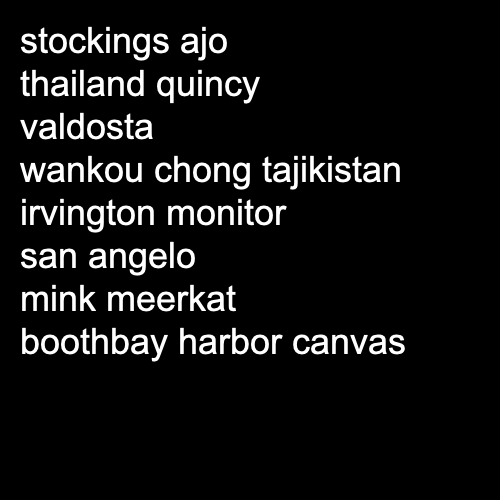 stockings ajo
thailand quincy
valdosta
wankou chong tajikistan
irvington monitor
san angelo
mink meerkat
boothbay harbor canvas